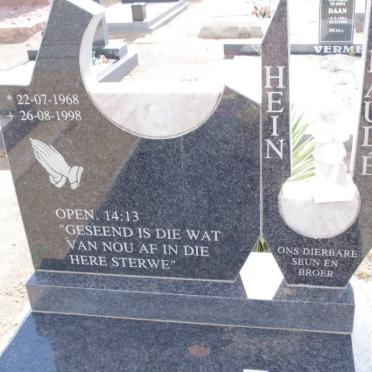 * 22-07-1968
+ 26-08-1998
OPEN. 14:13
"GESEEND IS DIE WAT
VAN NOU AF IN DIE
HERE STERWE"
HEIN
ONS DIERBARE
SEUN EN
BROER
DAAN
VERME